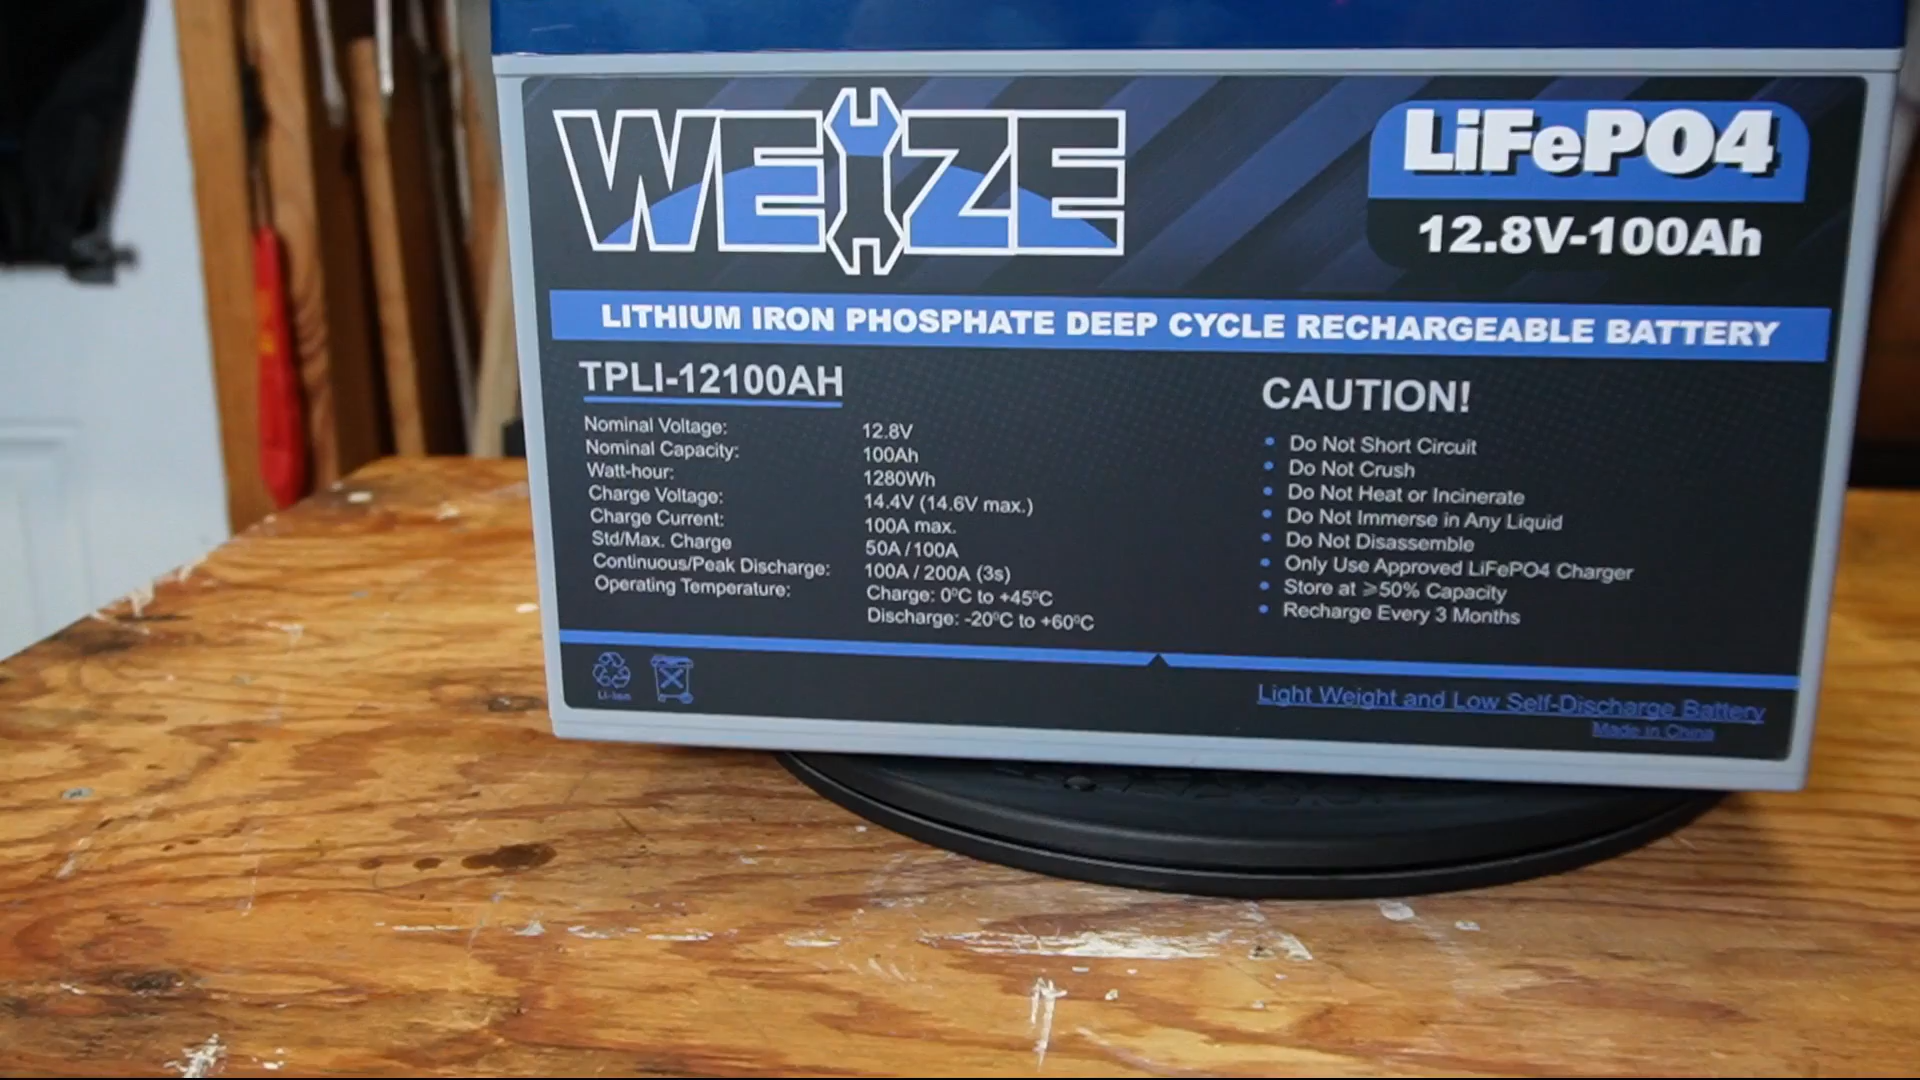 WEIZE
LiFePO4
12.8V-100Ah
LITHIUM IRON PHOSPHATE DEEP CYCLE RECHARGEABLE BATTERY
TPLI-12100AH
Nominal Voltage: 12.8V
Nominal Capacity: 100Ah
Watt-hour: 1280Wh
Charge Voltage: 14.4V (14.6V max.)
Charge Current: 100A max.
Std/Max. Charge 50A / 100A
Continuous/Peak Discharge: 100A / 200A (3s)
Operating Temperature: Charge: 0⁰C to +45⁰C
Discharge: -20⁰C to +60⁰C
CAUTION!
• Do Not Short Circuit
• Do Not Crush
• Do Not Heat or Incinerate
• Do Not Immerse in Any Liquid
• Do Not Disassemble
• Only Use Approved LiFePO4 Charger
• Store at ⩾50% Capacity
• Recharge Every 3 Months
Li-Ion
Light Weight and Low Self-Discharge Battery
Made in China